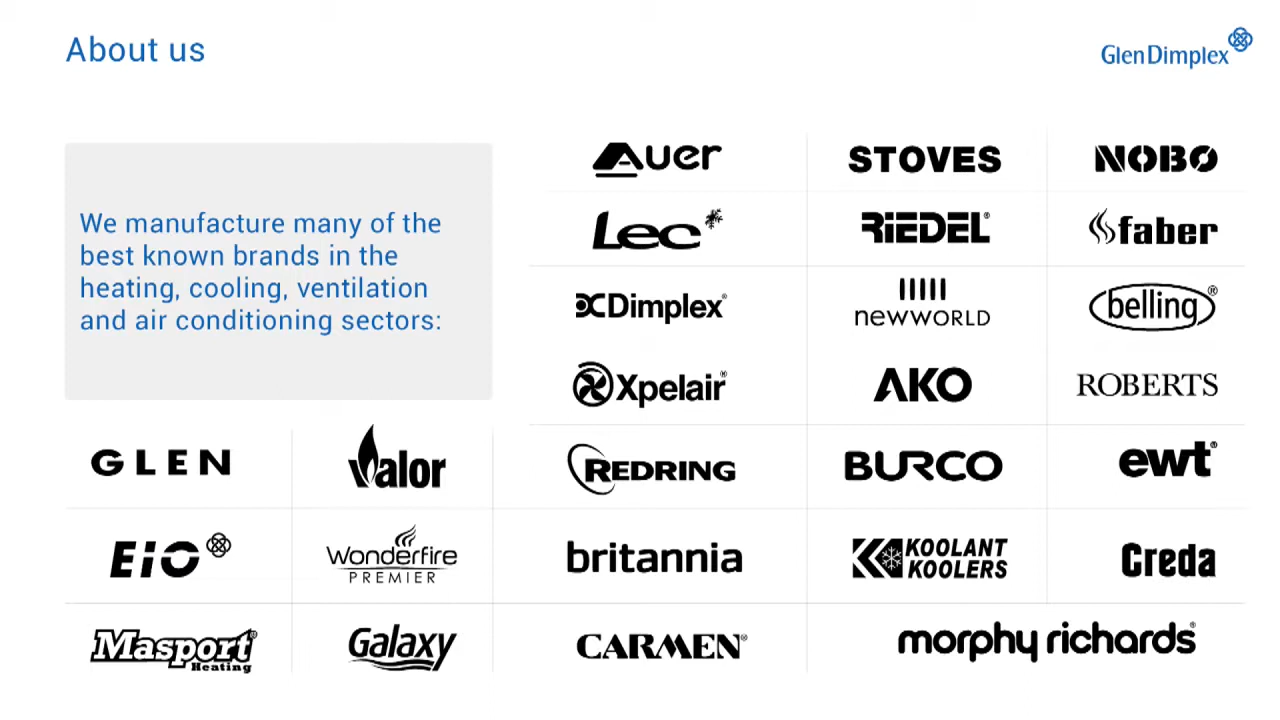 About us
GlenDimplex
We manufacture many of the
best known brands in the
heating, cooling, ventilation
and air conditioning sectors:
AUER
STOVES
NOBO
Lec
RiEDEL®
faber
Dimplex®
newworld
belling®
Xpelair®
AKO
ROBERTS
GLEN
Valor
REDRING
BURCO
ewt®
EiO
Wonderfire
PREMIER
britannia
KOOLANT
KOOLERS
Creda
Masport®
Heating
Galaxy
CARMEN®
morphy richards®